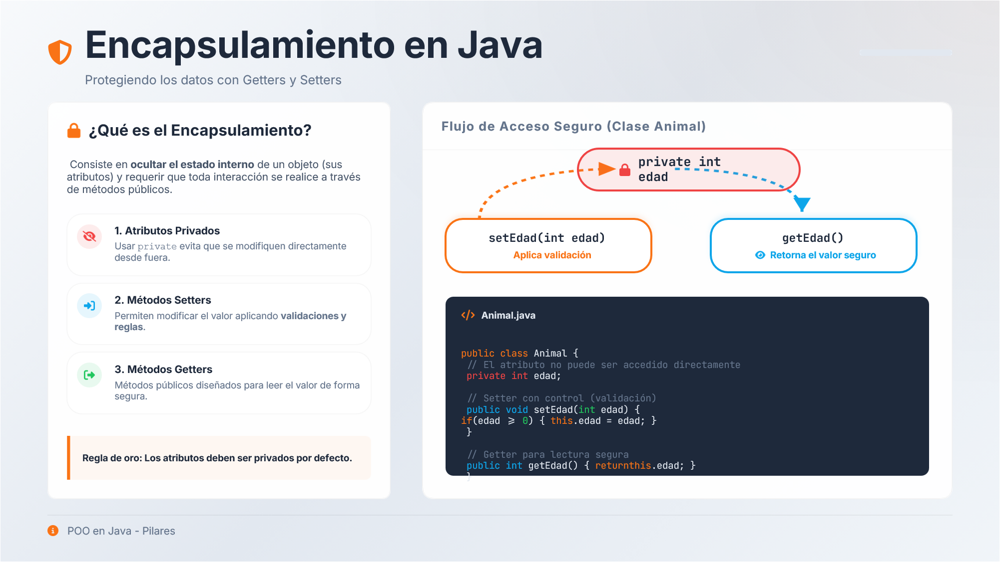 Encapsulamiento en Java
Protegiendo los datos con Getters y Setters
¿Qué es el Encapsulamiento?
Consiste en ocultar el estado interno de un objeto (sus
atributos) y requerir que toda interacción se realice a través
de métodos públicos.
1. Atributos Privados
Usar private evita que se modifiquen directamente
desde fuera.
2. Métodos Setters
Permiten modificar el valor aplicando validaciones y
reglas.
3. Métodos Getters
Métodos públicos diseñados para leer el valor de forma
segura.
Regla de oro: Los atributos deben ser privados por defecto.
Flujo de Acceso Seguro (Clase Animal)
private int
edad
setEdad(int edad)
Aplica validación
getEdad()
Retorna el valor seguro
</> Animal.java
public class Animal {
// El atributo no puede ser accedido directamente
private int edad;
// Setter con control (validación)
public void setEdad(int edad) {
if(edad >= 0) { this.edad = edad; }
}
// Getter para lectura segura
public int getEdad() { returnthis.edad; }
}
POO en Java - Pilares